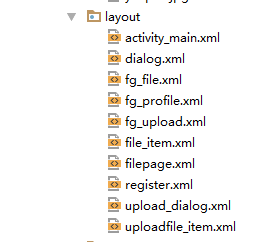 layout
activity_main.xml
dialog.xml
fg_file.xml
fg_profile.xml
fg_upload.xml
file_item.xml
filepage.xml
register.xml
upload_dialog.xml
uploadfile_item.xml